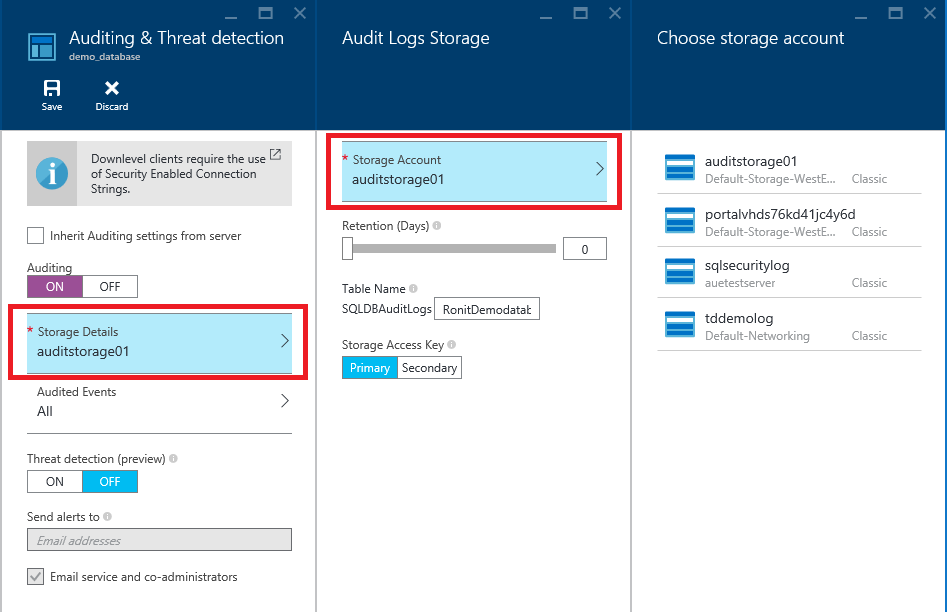 Auditing & Threat detection
demo_database
Save
Discard
Downlevel clients require the use
of Security Enabled Connection
Strings.
Inherit Auditing settings from server
Auditing
ON OFF
* Storage Details
auditstorage01
Audited Events
All
Threat detection (preview)
ON OFF
Send alerts to
Email addresses
Email service and co-administrators
Audit Logs Storage
* Storage Account
auditstorage01
Retention (Days)
0
Table Name
SQLDBAuditLogs RonitDemodatab
Storage Access Key
Primary Secondary
Choose storage account
auditstorage01
Default-Storage-WestE... Classic
portalvhds76kd41jc4y6d
Default-Storage-WestE... Classic
sqlsecuritylog
auetestserver Classic
tddemolog
Default-Networking Classic